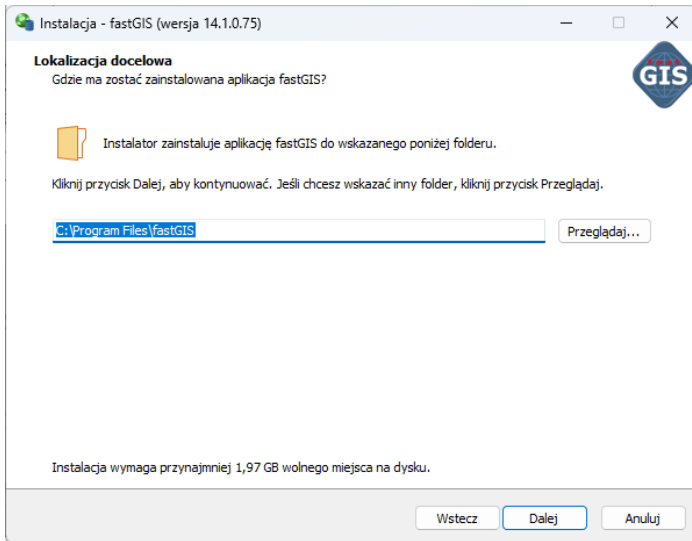 Instalacja - fastGIS (wersja 14.1.0.75)
Lokalizacja docelowa
Gdzie ma zostać zainstalowana aplikacja fastGIS?
GIS
Instalator zainstaluje aplikację fastGIS do wskazanego poniżej folderu.
Kliknij przycisk Dalej, aby kontynuować. Jeśli chcesz wskazać inny folder, kliknij przycisk Przeglądaj.
C:\Program Files\fastGIS
Przeglądaj...
Instalacja wymaga przynajmniej 1,97 GB wolnego miejsca na dysku.
Wstecz Dalej Anuluj